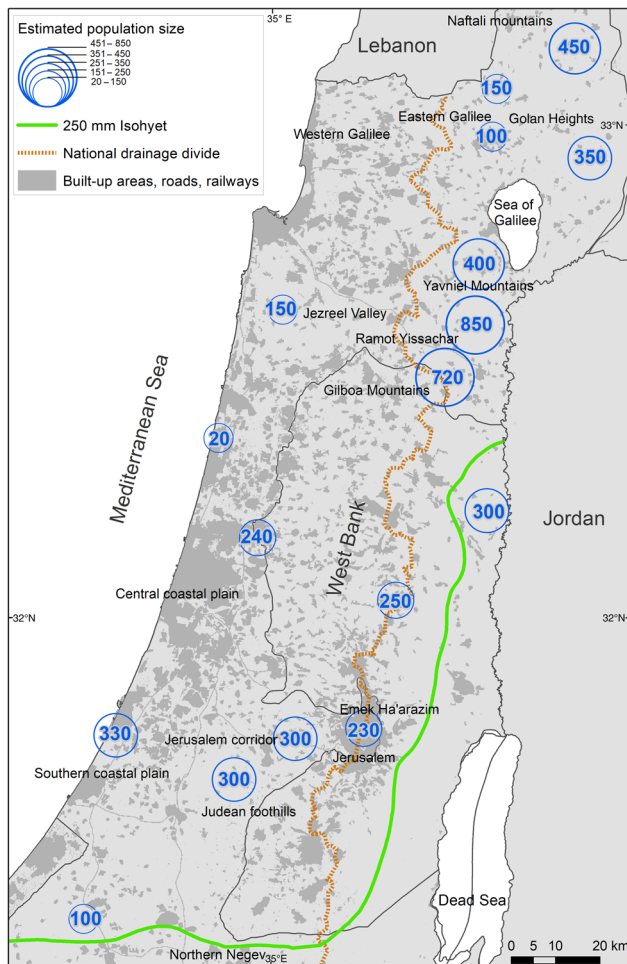 35° E
Naftali mountains
Estimated population size
451–850
351–450
251–350
151–250
20–150
250 mm Isohyet
National drainage divide
Built-up areas, roads, railways
Lebanon
450
150
Eastern Galilee
Golan Heights
33°N
Western Galilee
100
350
Sea of
Galilee
400
Yavniel Mountains
150
Jezreel Valley
850
Ramot Yissachar
720
Gilboa Mountains
Mediterranean Sea
20
300
Jordan
240
West Bank
Central coastal plain
250
32°N
32°N
Emek Ha'arazim
330
Jerusalem corridor
300
230
Southern coastal plain
Jerusalem
300
Judean foothills
Dead Sea
100
Northern Negev
35°E
0 5 10 20 km